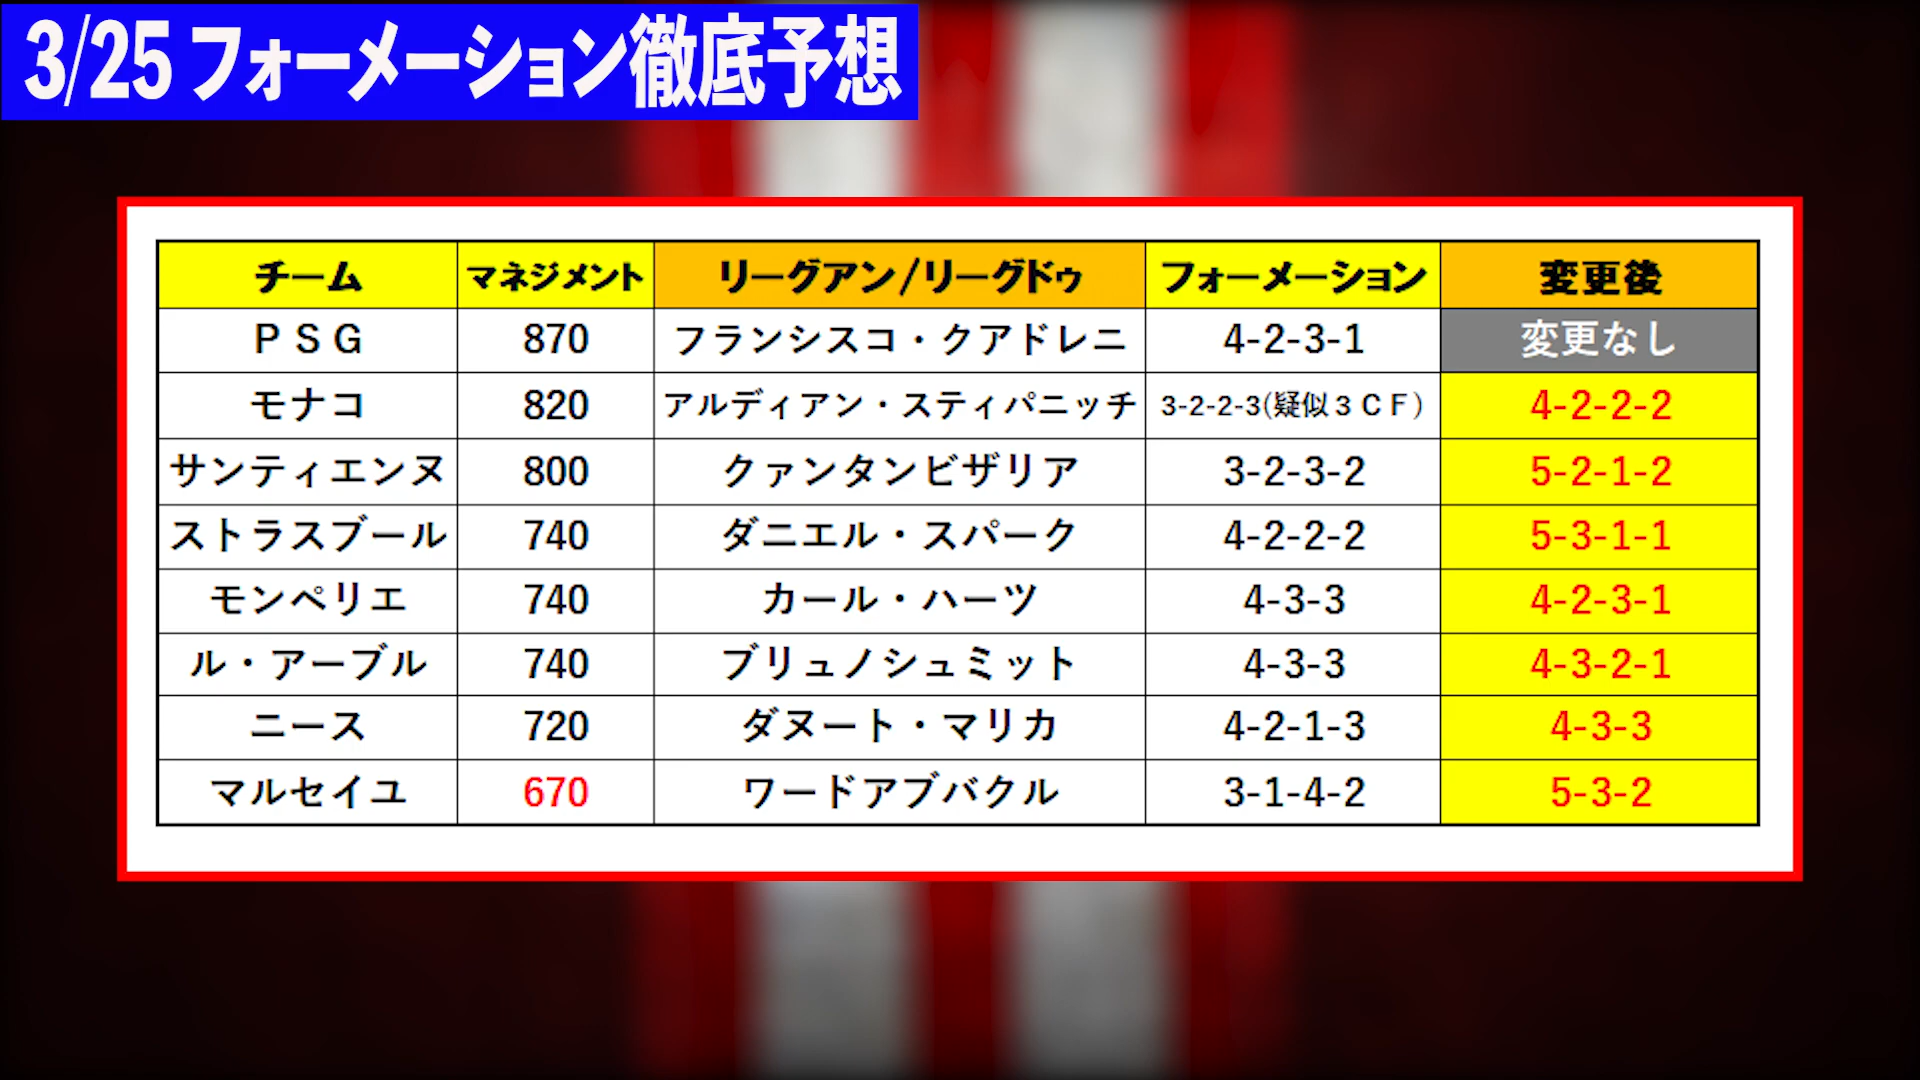 3/25 フォーメーション徹底予想
チーム マネジメント リーグアン/リーグドゥ フォーメーション 変更後
ＰＳＧ 870 フランシスコ・クアドレニ 4-2-3-1 変更なし
モナコ 820 アルディアン・スティパニッチ 3-2-2-3(疑似３ＣＦ) 4-2-2-2
サンティエンヌ 800 クァンタンビザリア 3-2-3-2 5-2-1-2
ストラスブール 740 ダニエル・スパーク 4-2-2-2 5-3-1-1
モンペリエ 740 カール・ハーツ 4-3-3 4-2-3-1
ル・アーブル 740 ブリュノシュミット 4-3-3 4-3-2-1
ニース 720 ダヌート・マリカ 4-2-1-3 4-3-3
マルセイユ 670 ワードアブバクル 3-1-4-2 5-3-2